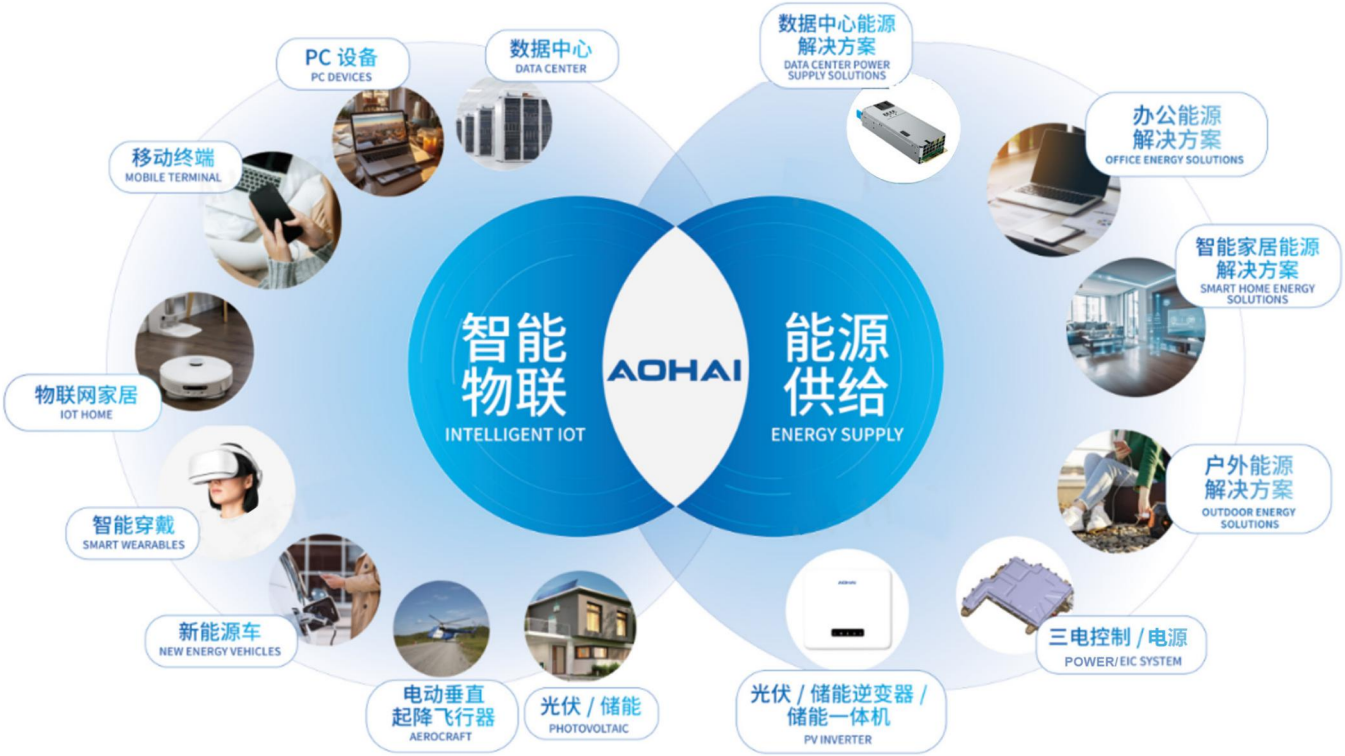 数据中心
DATA CENTER
PC 设备
PC DEVICES
移动终端
MOBILE TERMINAL
物联网家居
IOT HOME
智能穿戴
SMART WEARABLES
新能源车
NEW ENERGY VEHICLES
电动垂直
起降飞行器
AEROCRAFT
光伏 / 储能
PHOTOVOLTAIC
智能
物联
INTELLIGENT IOT
AOHAI
能源
供给
ENERGY SUPPLY
数据中心能源
解决方案
DATA CENTER POWER
SUPPLY SOLUTIONS
办公能源
解决方案
OFFICE ENERGY SOLUTIONS
智能家居能源
解决方案
SMART HOME ENERGY
SOLUTIONS
户外能源
解决方案
OUTDOOR ENERGY
SOLUTIONS
三电控制 / 电源
POWER/EIC SYSTEM
AOHAI
光伏 / 储能逆变器 /
储能一体机
PV INVERTER